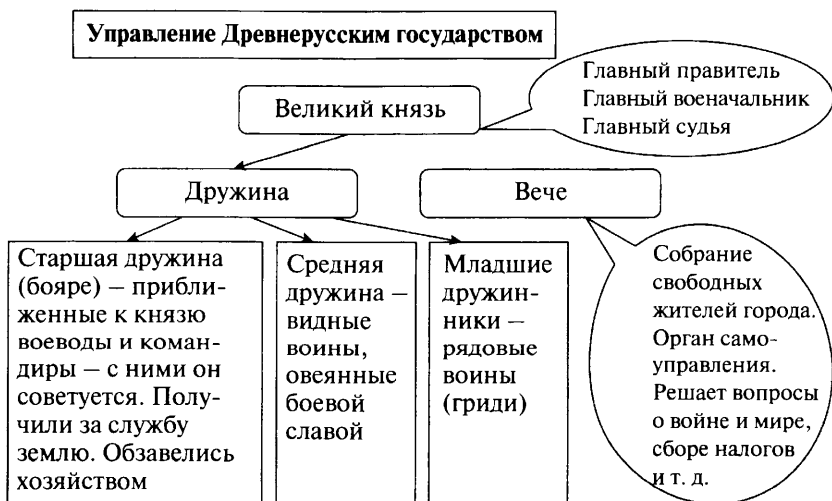 Управление Древнерусским государством
Великий князь
Главный правитель
Главный военачальник
Главный судья
Дружина
Вече
Старшая дружина
(бояре) – прибли-
женные к князю
воеводы и коман-
диры – с ними он
советуется. Полу-
чили за службу
землю. Обзавелись
хозяйством
Средняя
дружина –
видные
воины,
овеянные
боевой
славой
Младшие
дружин-
ники –
рядовые
воины
(гриди)
Собрание
свободных
жителей города.
Орган само-
управления.
Решает вопросы
о войне и мире,
сборе налогов
и т. д.